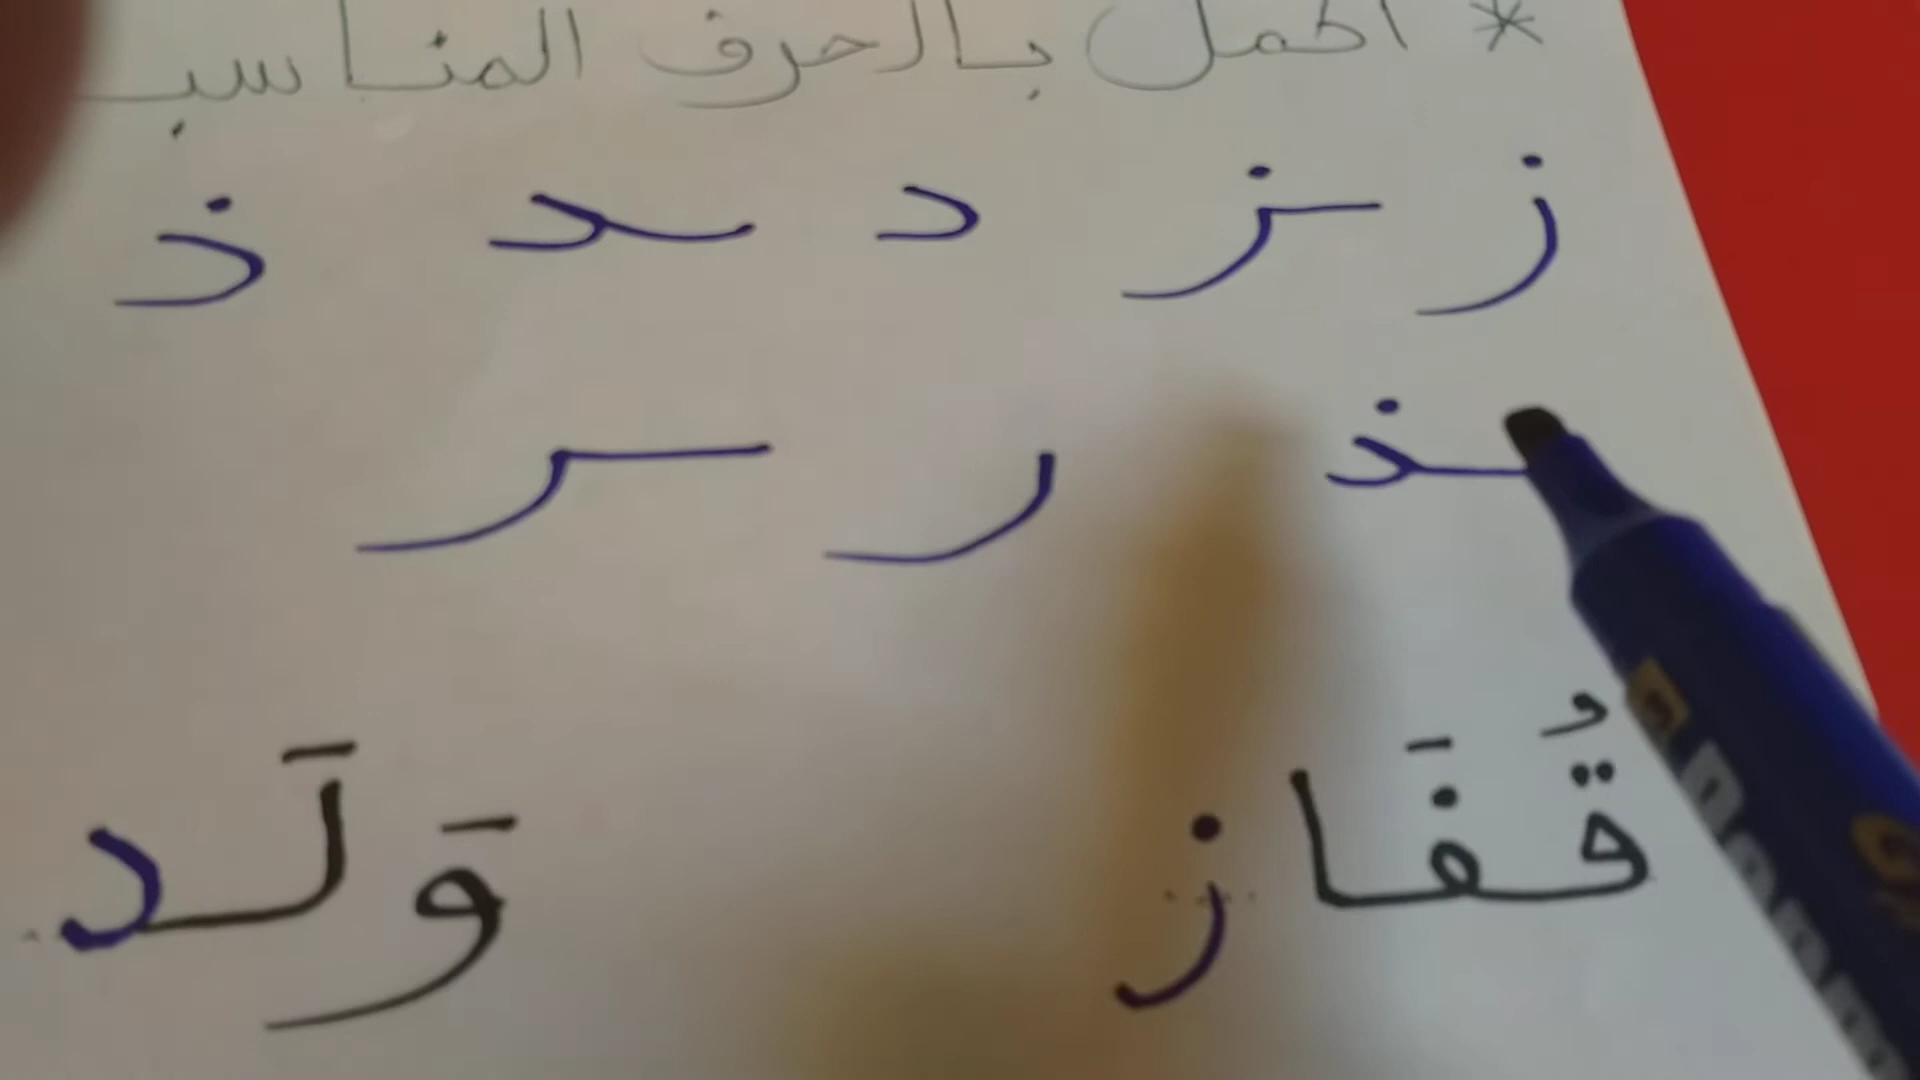 * اكمل بالحرف المناسب
ز ـز د ـد ذ
ـذ ر ـر
قُفَاز وَلَد